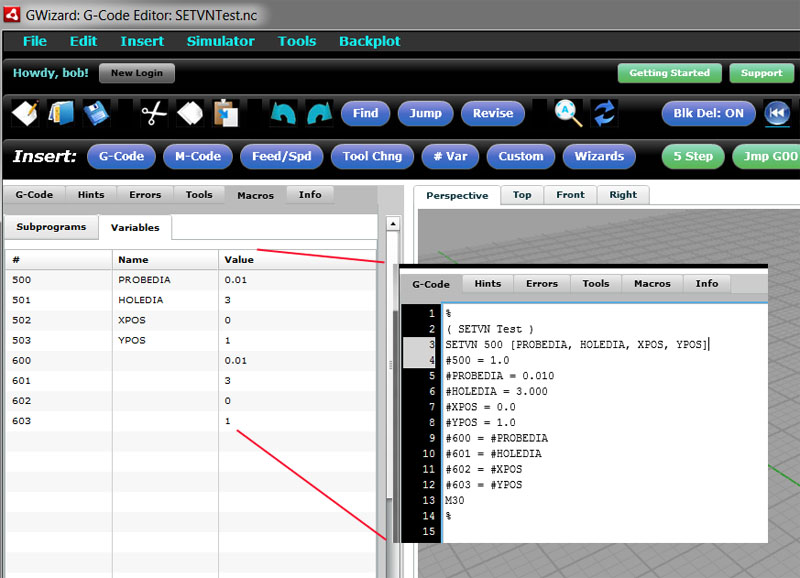 GWizard: G-Code Editor: SETVNTest.nc
File Edit Insert Simulator Tools Backplot
Howdy, bob! New Login Getting Started Support
Find Jump Revise Blk Del: ON
Insert: G-Code M-Code Feed/Spd Tool Chng # Var Custom Wizards 5 Step Jmp G00
G-Code Hints Errors Tools Macros Info
Perspective Top Front Right
Subprograms Variables
# Name Value
500 PROBEDIA 0.01
501 HOLEDIA 3
502 XPOS 0
503 YPOS 1
600 0.01
601 3
602 0
603 1
G-Code Hints Errors Tools Macros Info
1 %
2 ( SETVN Test )
3 SETVN 500 [PROBEDIA, HOLEDIA, XPOS, YPOS]
4 #500 = 1.0
5 #PROBEDIA = 0.010
6 #HOLEDIA = 3.000
7 #XPOS = 0.0
8 #YPOS = 1.0
9 #600 = #PROBEDIA
10 #601 = #HOLEDIA
11 #602 = #XPOS
12 #603 = #YPOS
13 M30
14 %
15